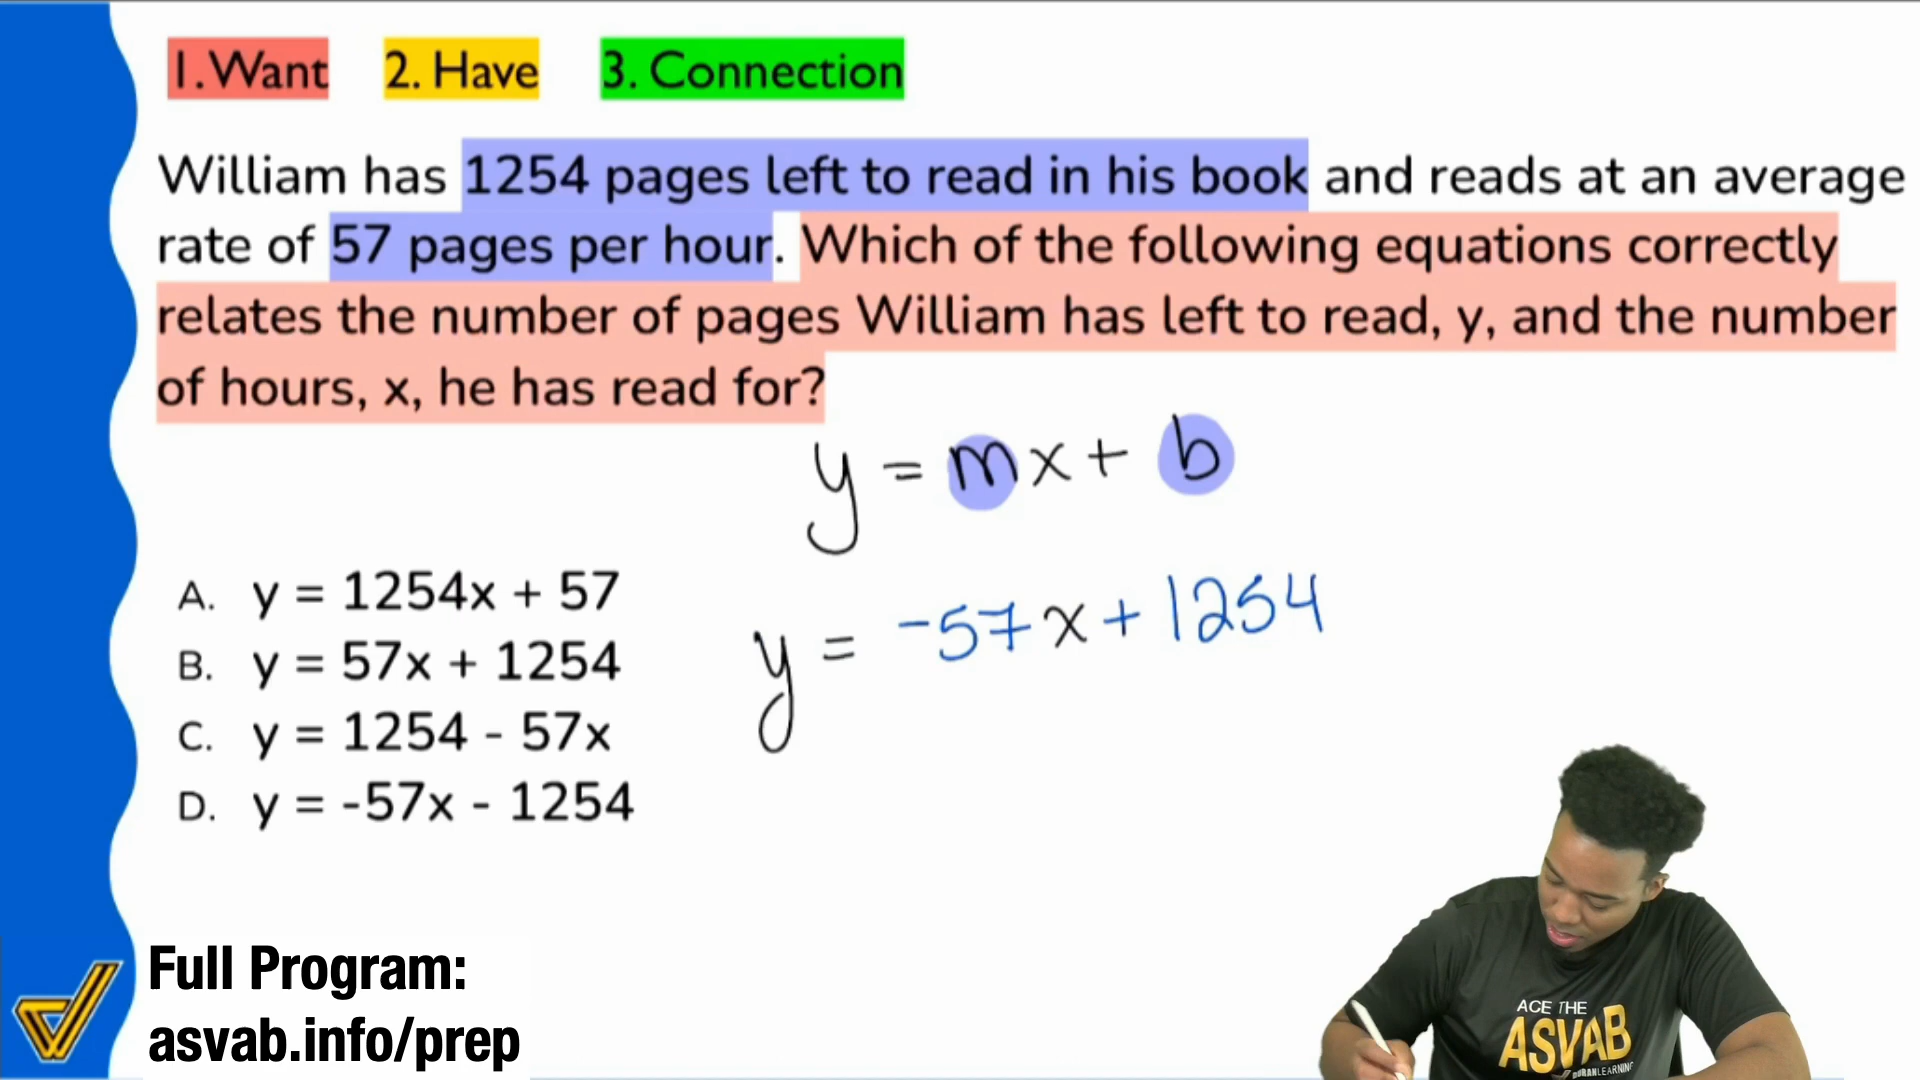 1. Want 2. Have 3. Connection
William has 1254 pages left to read in his book and reads at an average
rate of 57 pages per hour. Which of the following equations correctly
relates the number of pages William has left to read, y, and the number
of hours, x, he has read for?
y = mx + b
y = -57x + 1254
A. y = 1254x + 57
B. y = 57x + 1254
C. y = 1254 - 57x
D. y = -57x - 1254
Full Program:
asvab.info/prep
ACE THE
ASVAB
DURAN LEARNING